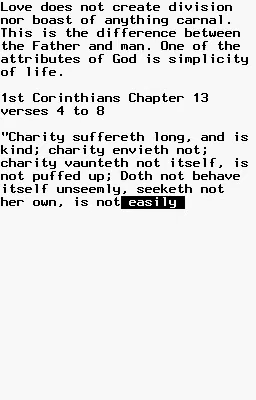 Love does not create division
nor boast of anything carnal.
This is the difference between
the Father and man. One of the
attributes of God is simplicity
of life.

1st Corinthians Chapter 13
verses 4 to 8

"Charity suffereth long, and is
kind; charity envieth not;
charity vaunteth not itself, is
not puffed up; Doth not behave
itself unseemly, seeketh not
her own, is not easily